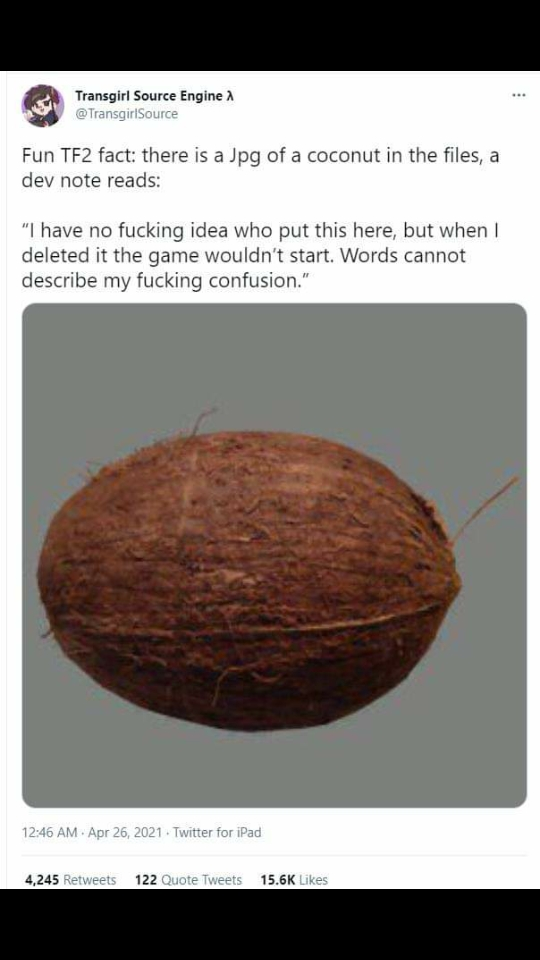 Transgirl Source Engine λ
@TransgirlSource
Fun TF2 fact: there is a Jpg of a coconut in the files, a
dev note reads:
“I have no fucking idea who put this here, but when I
deleted it the game wouldn’t start. Words cannot
describe my fucking confusion.”
12:46 AM · Apr 26, 2021 · Twitter for iPad
4,245 Retweets 122 Quote Tweets 15.6K Likes